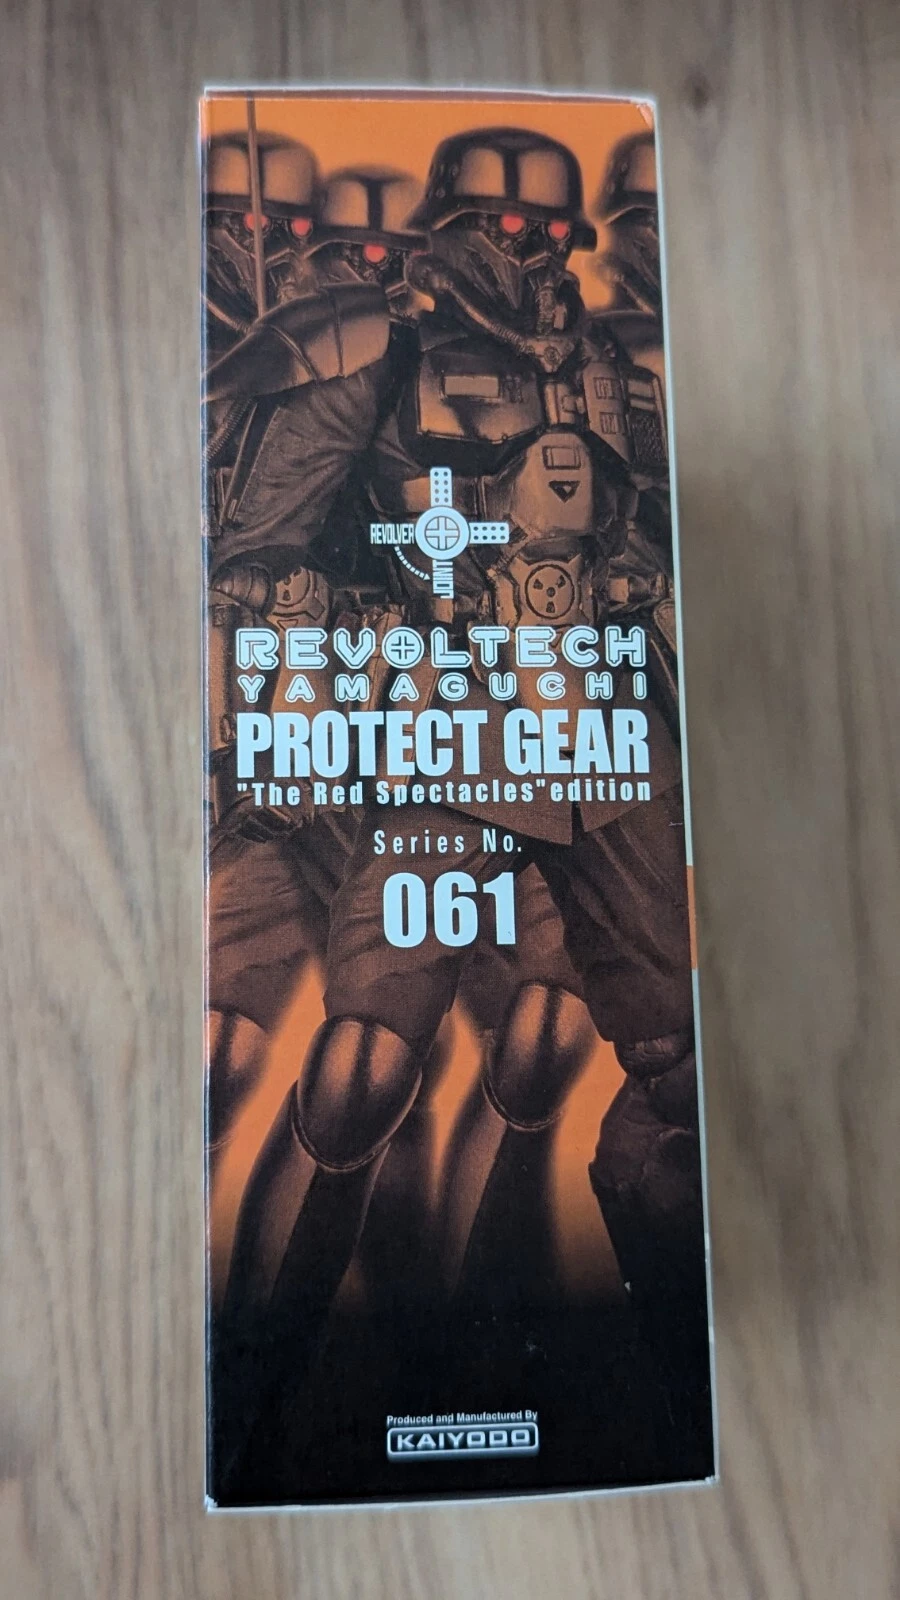 REVOLVER
JOINT
REVOLTECH
YAMAGUCHI
PROTECT GEAR
"The Red Spectacles"edition
Series No.
061
Produced and Manufactured By
KAIYODO